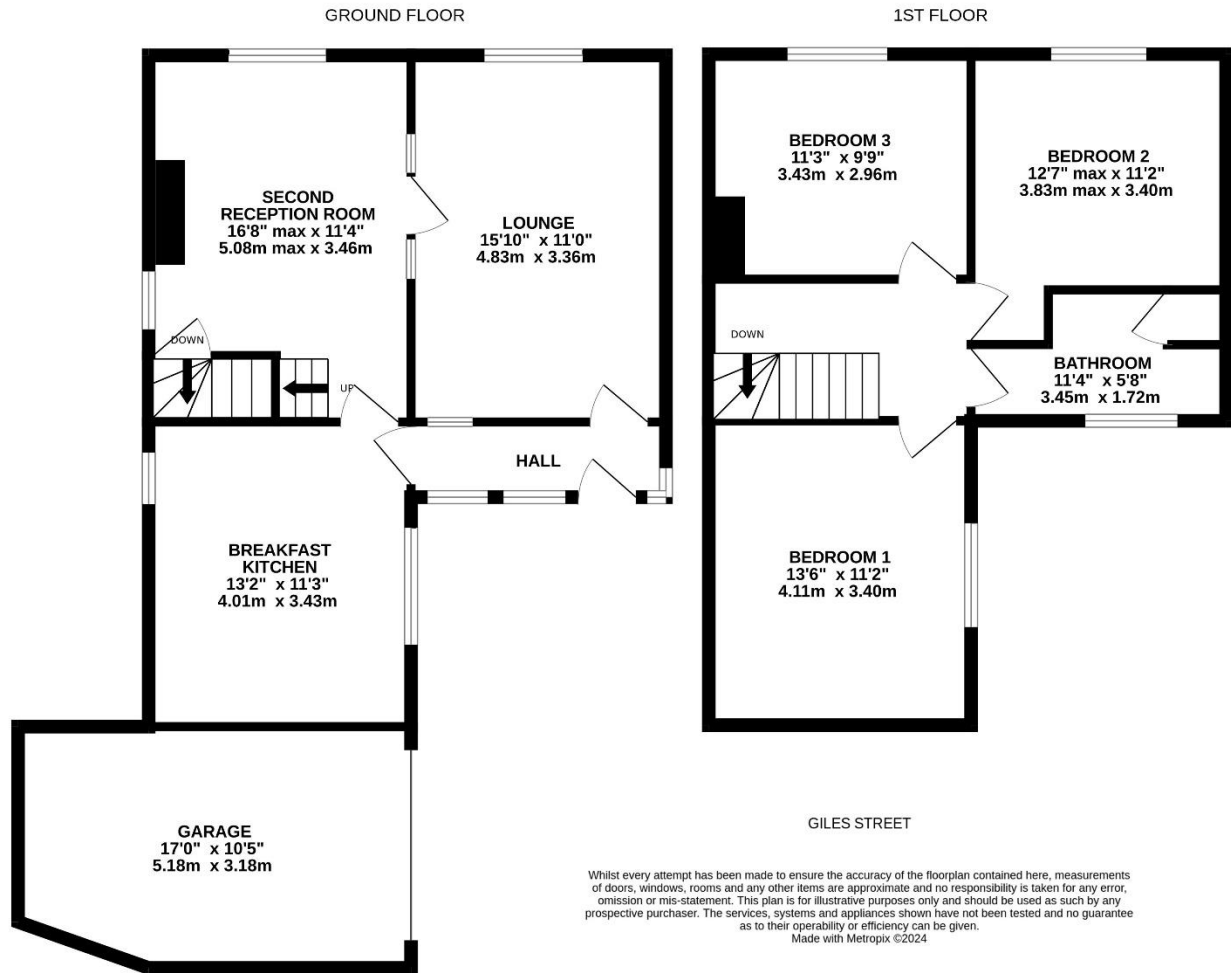 GROUND FLOOR
SECOND
RECEPTION ROOM
16'8" max x 11'4"
5.08m max x 3.46m
LOUNGE
15'10" x 11'0"
4.83m x 3.36m
DOWN
UP
HALL
BREAKFAST
KITCHEN
13'2" x 11'3"
4.01m x 3.43m
GARAGE
17'0" x 10'5"
5.18m x 3.18m
1ST FLOOR
BEDROOM 3
11'3" x 9'9"
3.43m x 2.96m
BEDROOM 2
12'7" max x 11'2"
3.83m max x 3.40m
DOWN
BATHROOM
11'4" x 5'8"
3.45m x 1.72m
BEDROOM 1
13'6" x 11'2"
4.11m x 3.40m
GILES STREET
Whilst every attempt has been made to ensure the accuracy of the floorplan contained here, measurements
of doors, windows, rooms and any other items are approximate and no responsibility is taken for any error,
omission or mis-statement. This plan is for illustrative purposes only and should be used as such by any
prospective purchaser. The services, systems and appliances shown have not been tested and no guarantee
as to their operability or efficiency can be given.
Made with Metropix ©2024